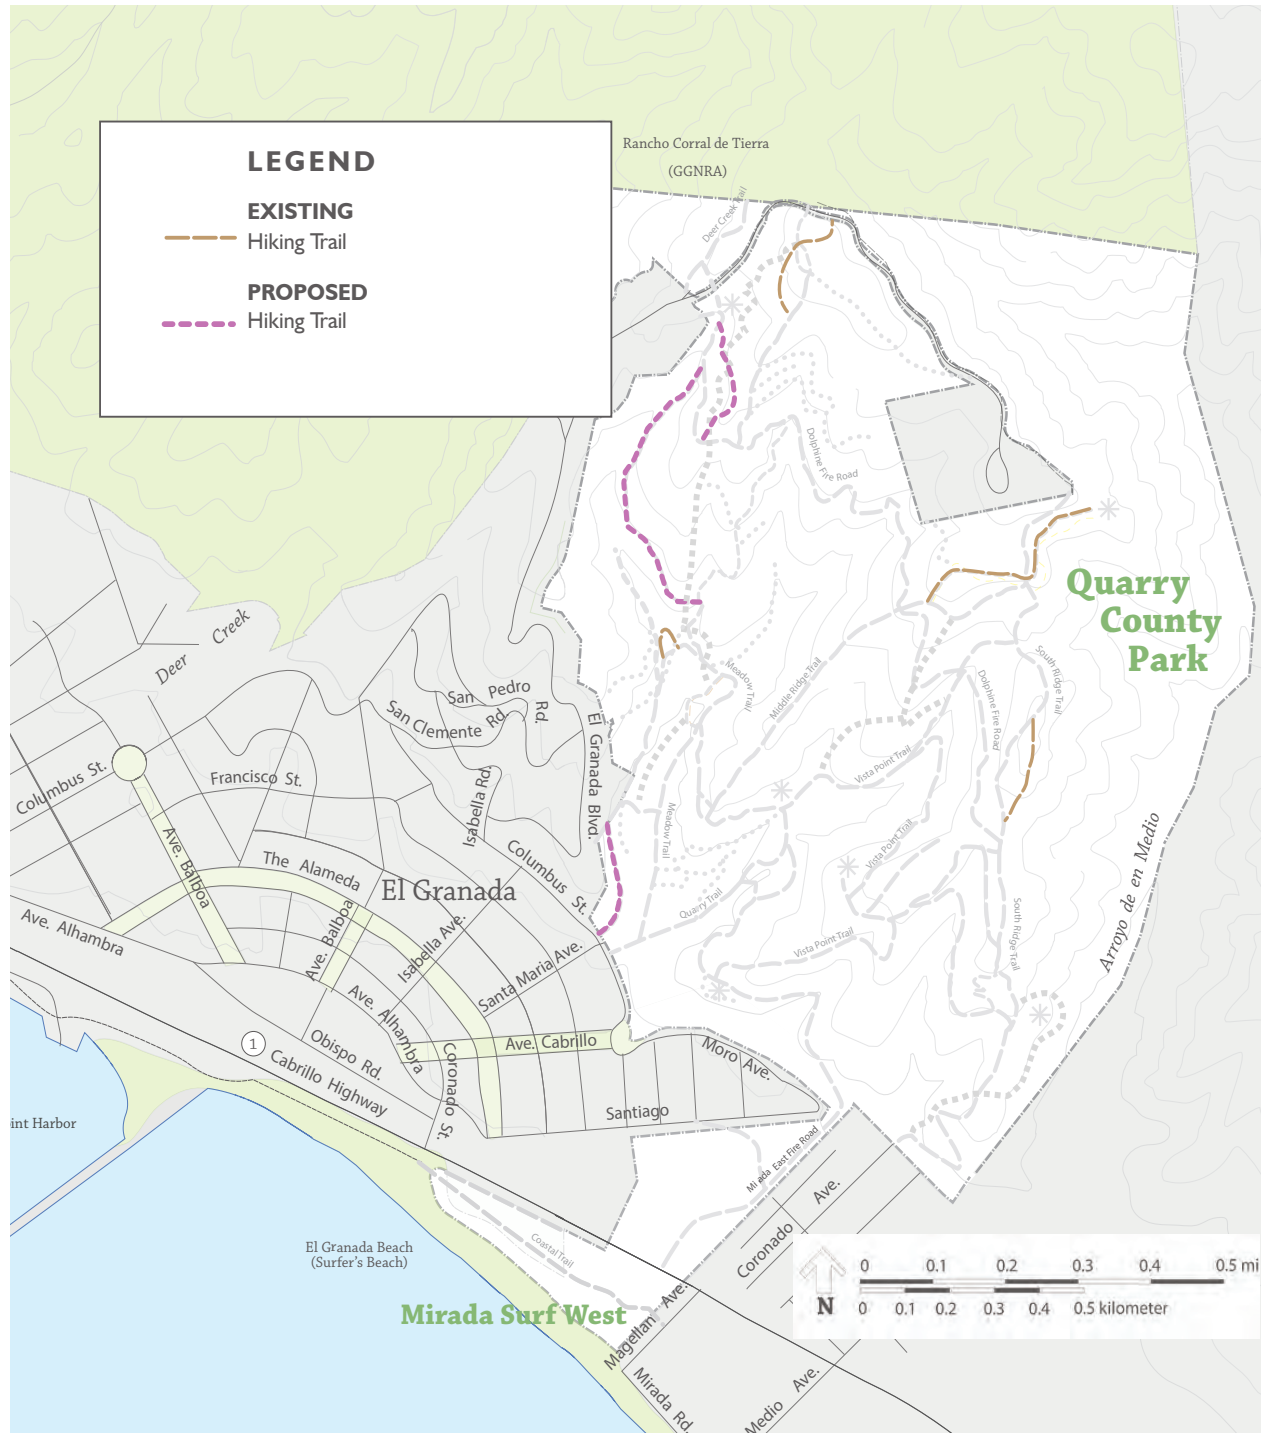 LEGEND
EXISTING
Hiking Trail
PROPOSED
Hiking Trail
Rancho Corral de Tierra
(GGNRA)
Deer Creek Trail
Dolphine Fire Road
Quarry
County
Park
Deer Creek
San Pedro Rd.
San Clemente Rd.
El Granada Blvd.
Meadow Trail
Middle Ridge Trail
Dolphine Fire Road
South Ridge Trail
Columbus St.
Francisco St.
Isabella Rd.
Vista Point Trail
Ave. Balboa
The Alameda
El Granada
Columbus St.
Meadow Trail
Vista Point Trail
Arroyo de en Medio
Ave. Alhambra
Ave. Balboa
Isabella Ave.
Santa Maria Ave.
Quarry Trail
Vista Point Trail
South Ridge Trail
Ave. Alhambra
Obispo Rd.
1
Cabrillo Highway
Coronado St.
Ave. Cabrillo
Moro Ave.
Santiago
int Harbor
Mi ada East Fire Road
El Granada Beach
(Surfer's Beach)
Coastal Trail
Coronado Ave.
Mirada Surf West
Magellan Ave.
Mirada Rd.
Medio Ave.
N
0 0.1 0.2 0.3 0.4 0.5 mi
0 0.1 0.2 0.3 0.4 0.5 kilometer